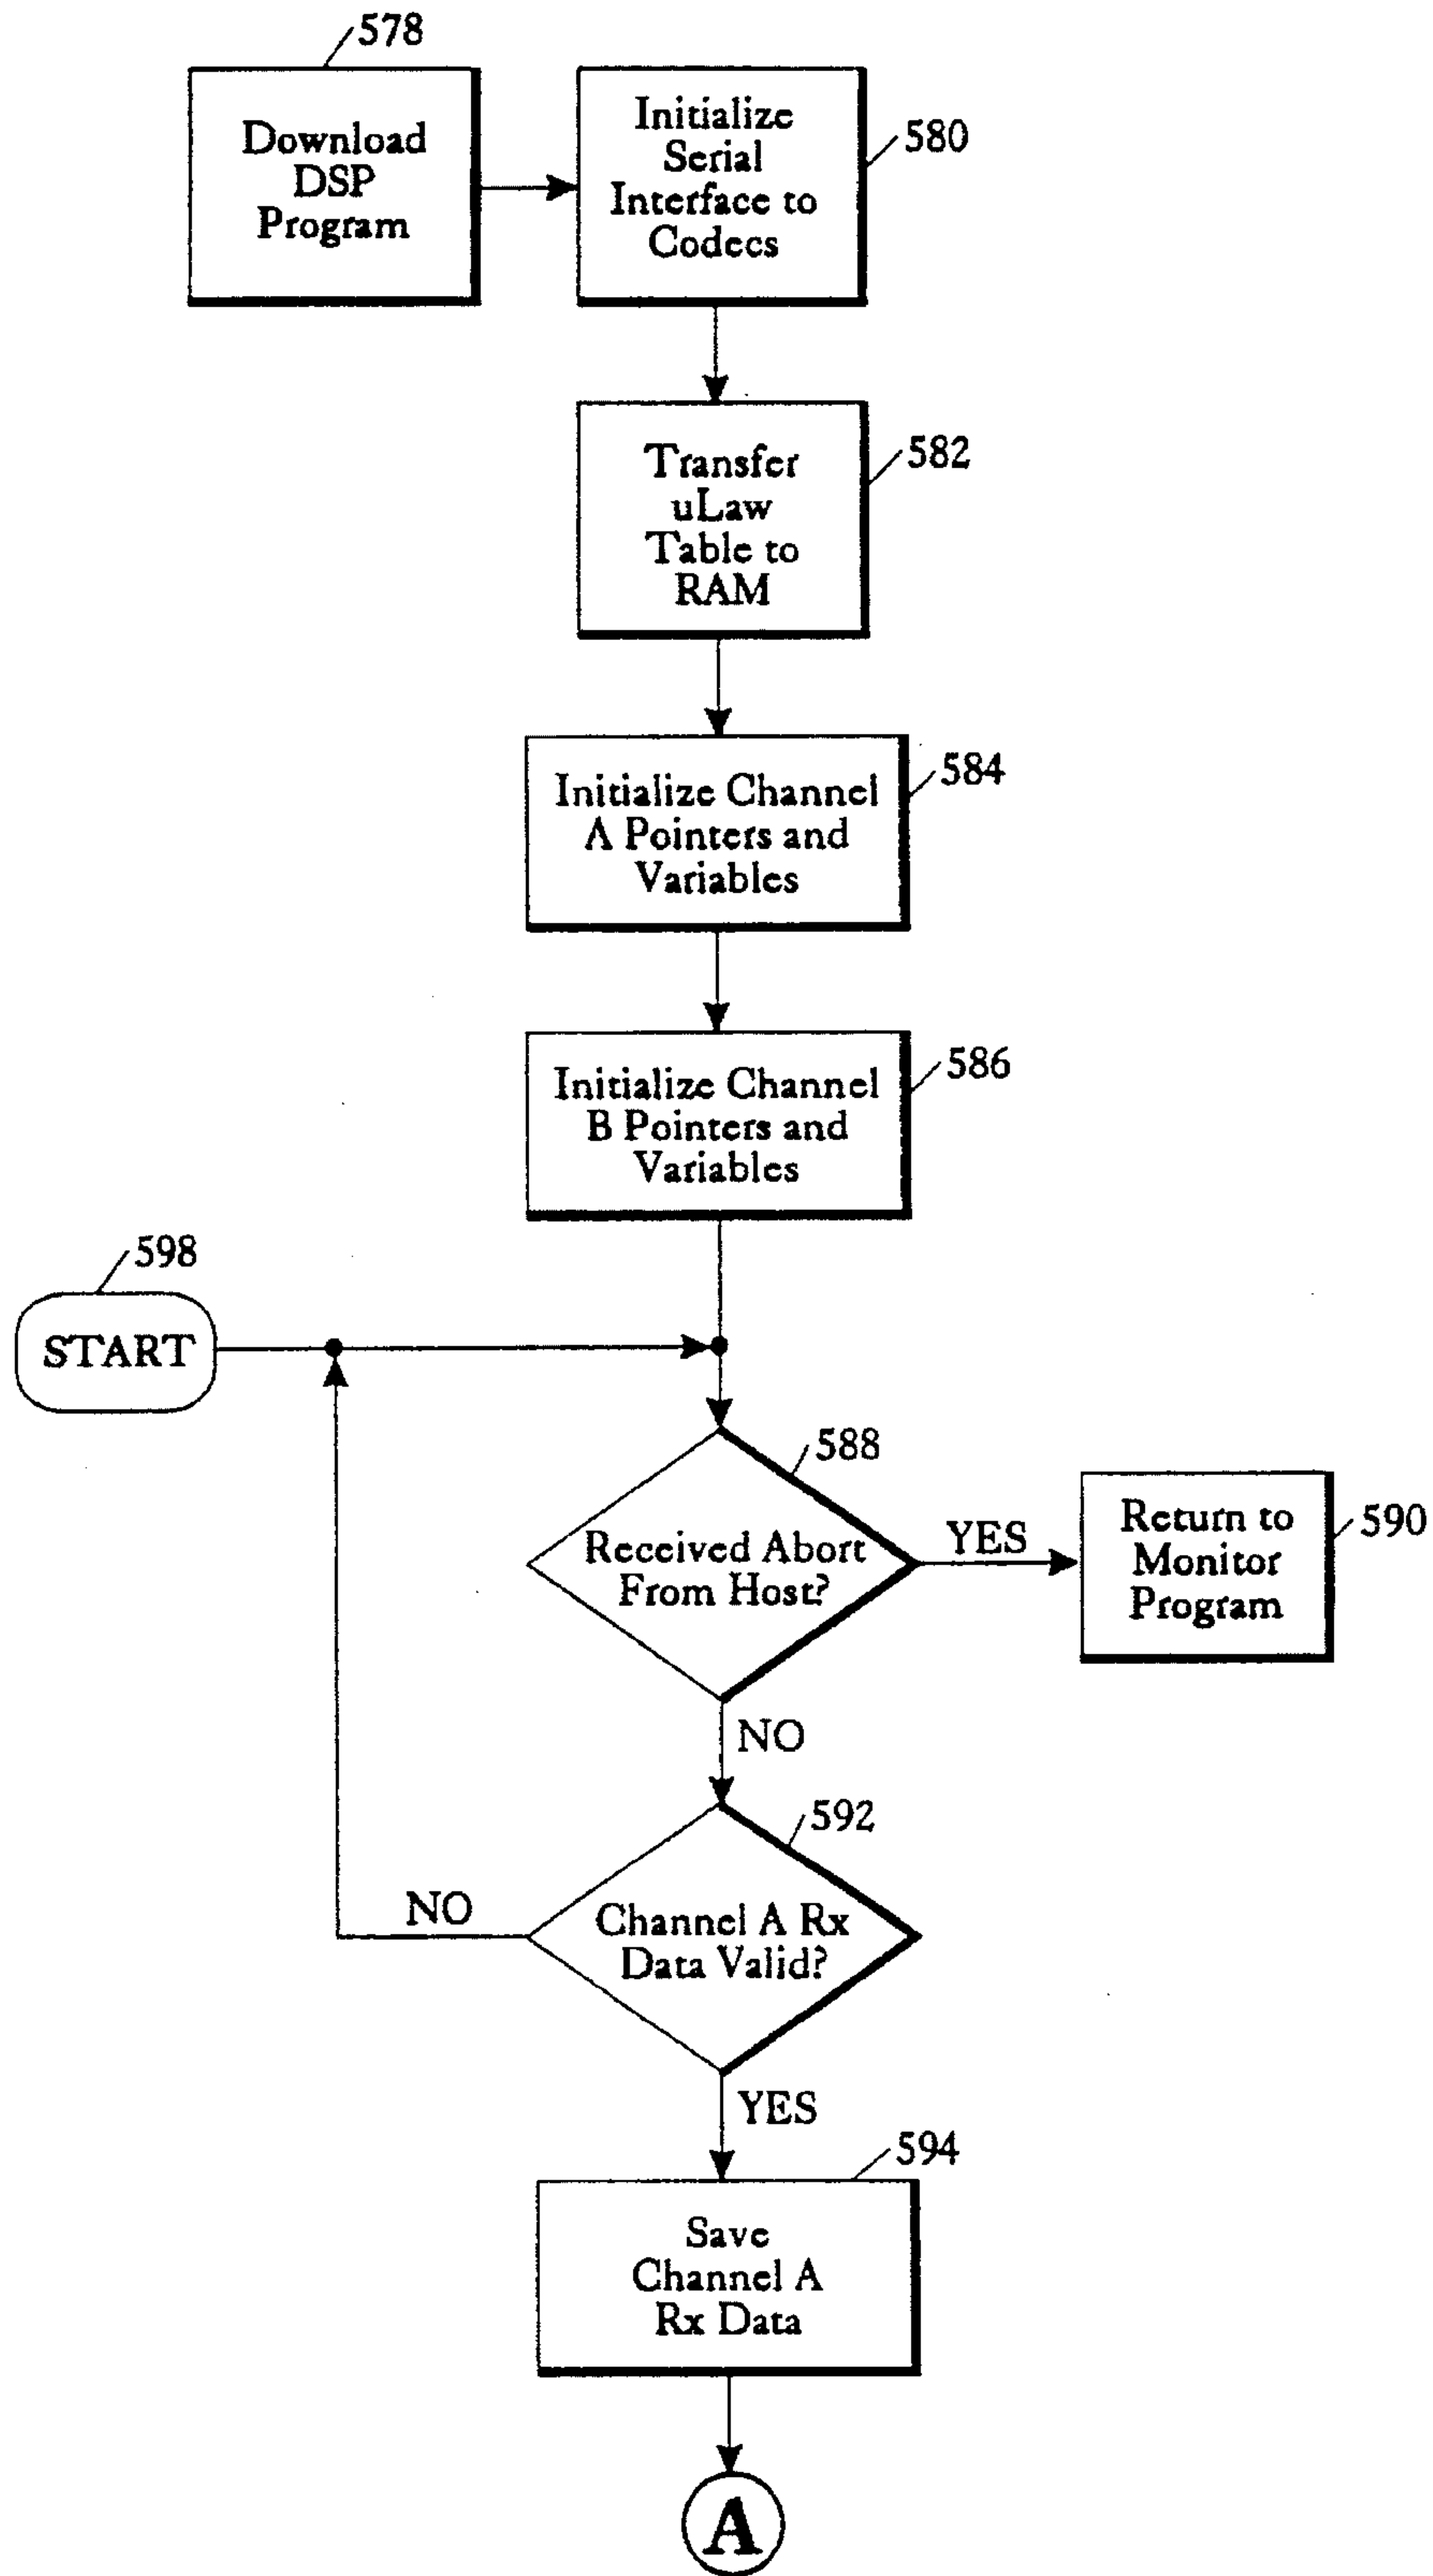 578
Download
DSP
Program
Initialize
Serial
Interface to
Codecs
580
Transfer
uLaw
Table to
RAM
582
Initialize Channel
A Pointers and
Variables
584
Initialize Channel
B Pointers and
Variables
586
598
START
588
Received Abort
From Host?
YES
Return to
Monitor
Program
590
NO
592
Channel A Rx
Data Valid?
NO
YES
594
Save
Channel A
Rx Data
A